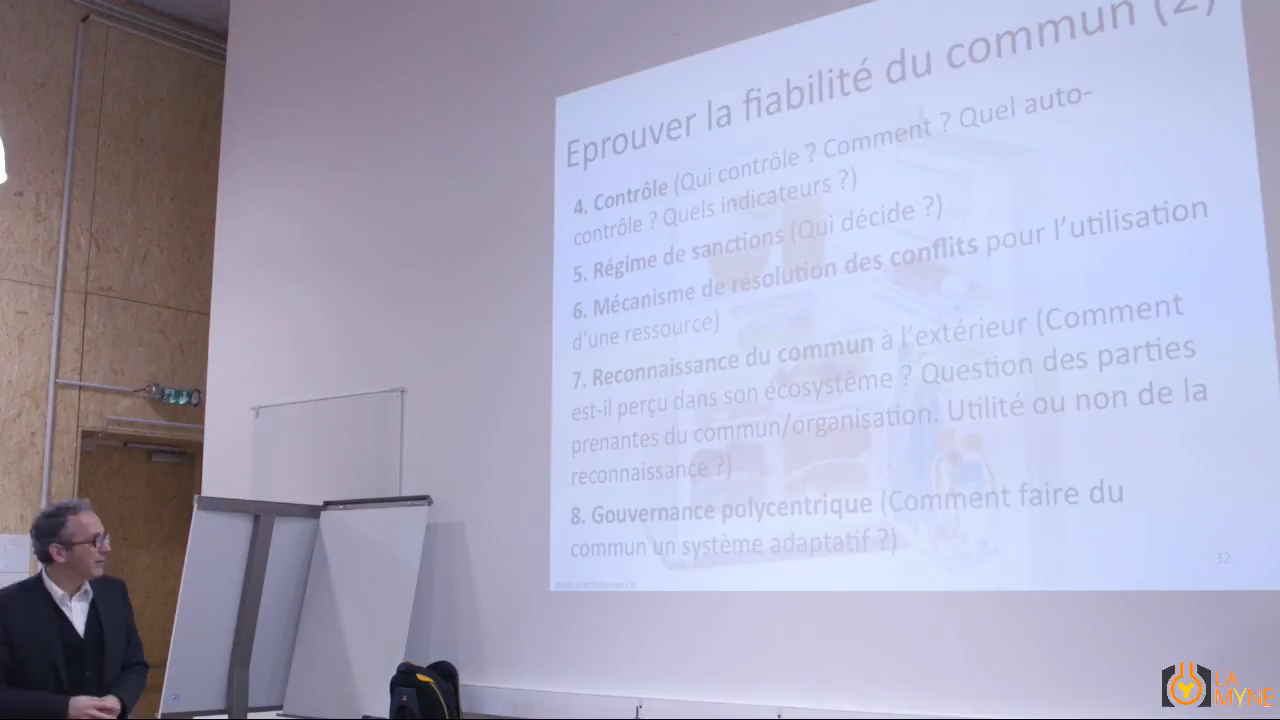 Eprouver la fiabilité du commun (2)
4. Contrôle (Qui contrôle ? Comment ? Quel auto-
contrôle ? Quels indicateurs ?)
5. Régime de sanctions (Qui décide ?)
6. Mécanisme de résolution des conflits pour l'utilisation
d'une ressource)
7. Reconnaissance du commun à l'extérieur (Comment
est-il perçu dans son écosystème ? Question des parties
prenantes du commun/organisation. Utilité ou non de la
reconnaissance ?)
8. Gouvernance polycentrique (Comment faire du
commun un système adaptatif ?)
32
LA
MYNE